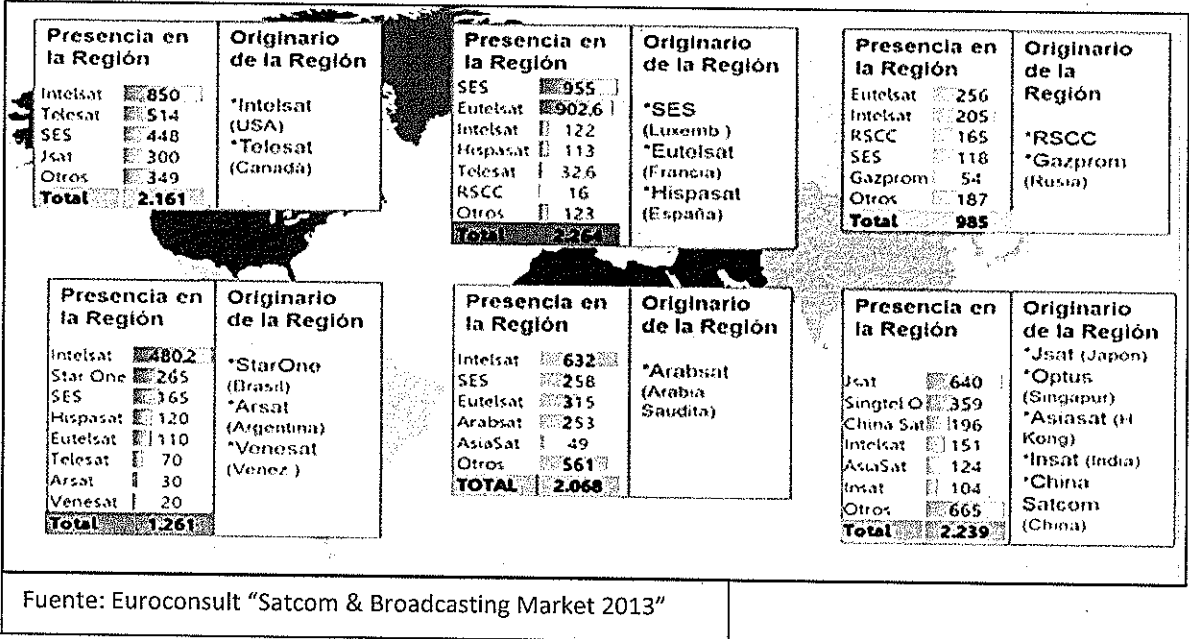 Presencia en
la Región
Intelsat 850
Telesat 514
SES 448
Jsat 300
Otros 349
Total 2.161
Originario
de la Región
*Intelsat
(USA)
*Telesat
(Canadá)
Presencia en
la Región
SES 955
Eutelsat 902,6
Intelsat 122
Hispasat 113
Telesat 32,6
RSCC 16
Otros 123
Total 2.264
Originario
de la Región
*SES
(Luxemb.)
*Eutelsat
(Francia)
*Hispasat
(España)
Presencia en
la Región
Eutelsat 256
Intelsat 205
RSCC 165
SES 118
Gazprom 54
Otros 187
Total 985
Originario
de la
Región
*RSCC
*Gazprom
(Rusia)
Presencia en
la Región
Intelsat 480,2
Star One 265
SES 165
Hispasat 120
Eutelsat 110
Telesat 70
Arsat 30
Venesat 20
Total 1.261
Originario
de la Región
*StarOne
(Brasil)
*Arsat
(Argentina)
*Venesat
(Venez.)
Presencia en
la Región
Intelsat 632
SES 258
Eutelsat 315
Arabsat 253
AsiaSat 49
Otros 561
TOTAL 2.068
Originario
de la Región
*Arabsat
(Arabia
Saudita)
Presencia en
la Región
Jsat 640
Singtel O 359
China Sat 196
Intelsat 151
AsiaSat 124
Insat 104
Otros 665
Total 2.239
Originario
de la Región
*Jsat (Japón)
*Optus
(Singapur)
*Asiasat (H
Kong)
*Insat (India)
*China
Satcom
(China)
Fuente: Euroconsult "Satcom & Broadcasting Market 2013"